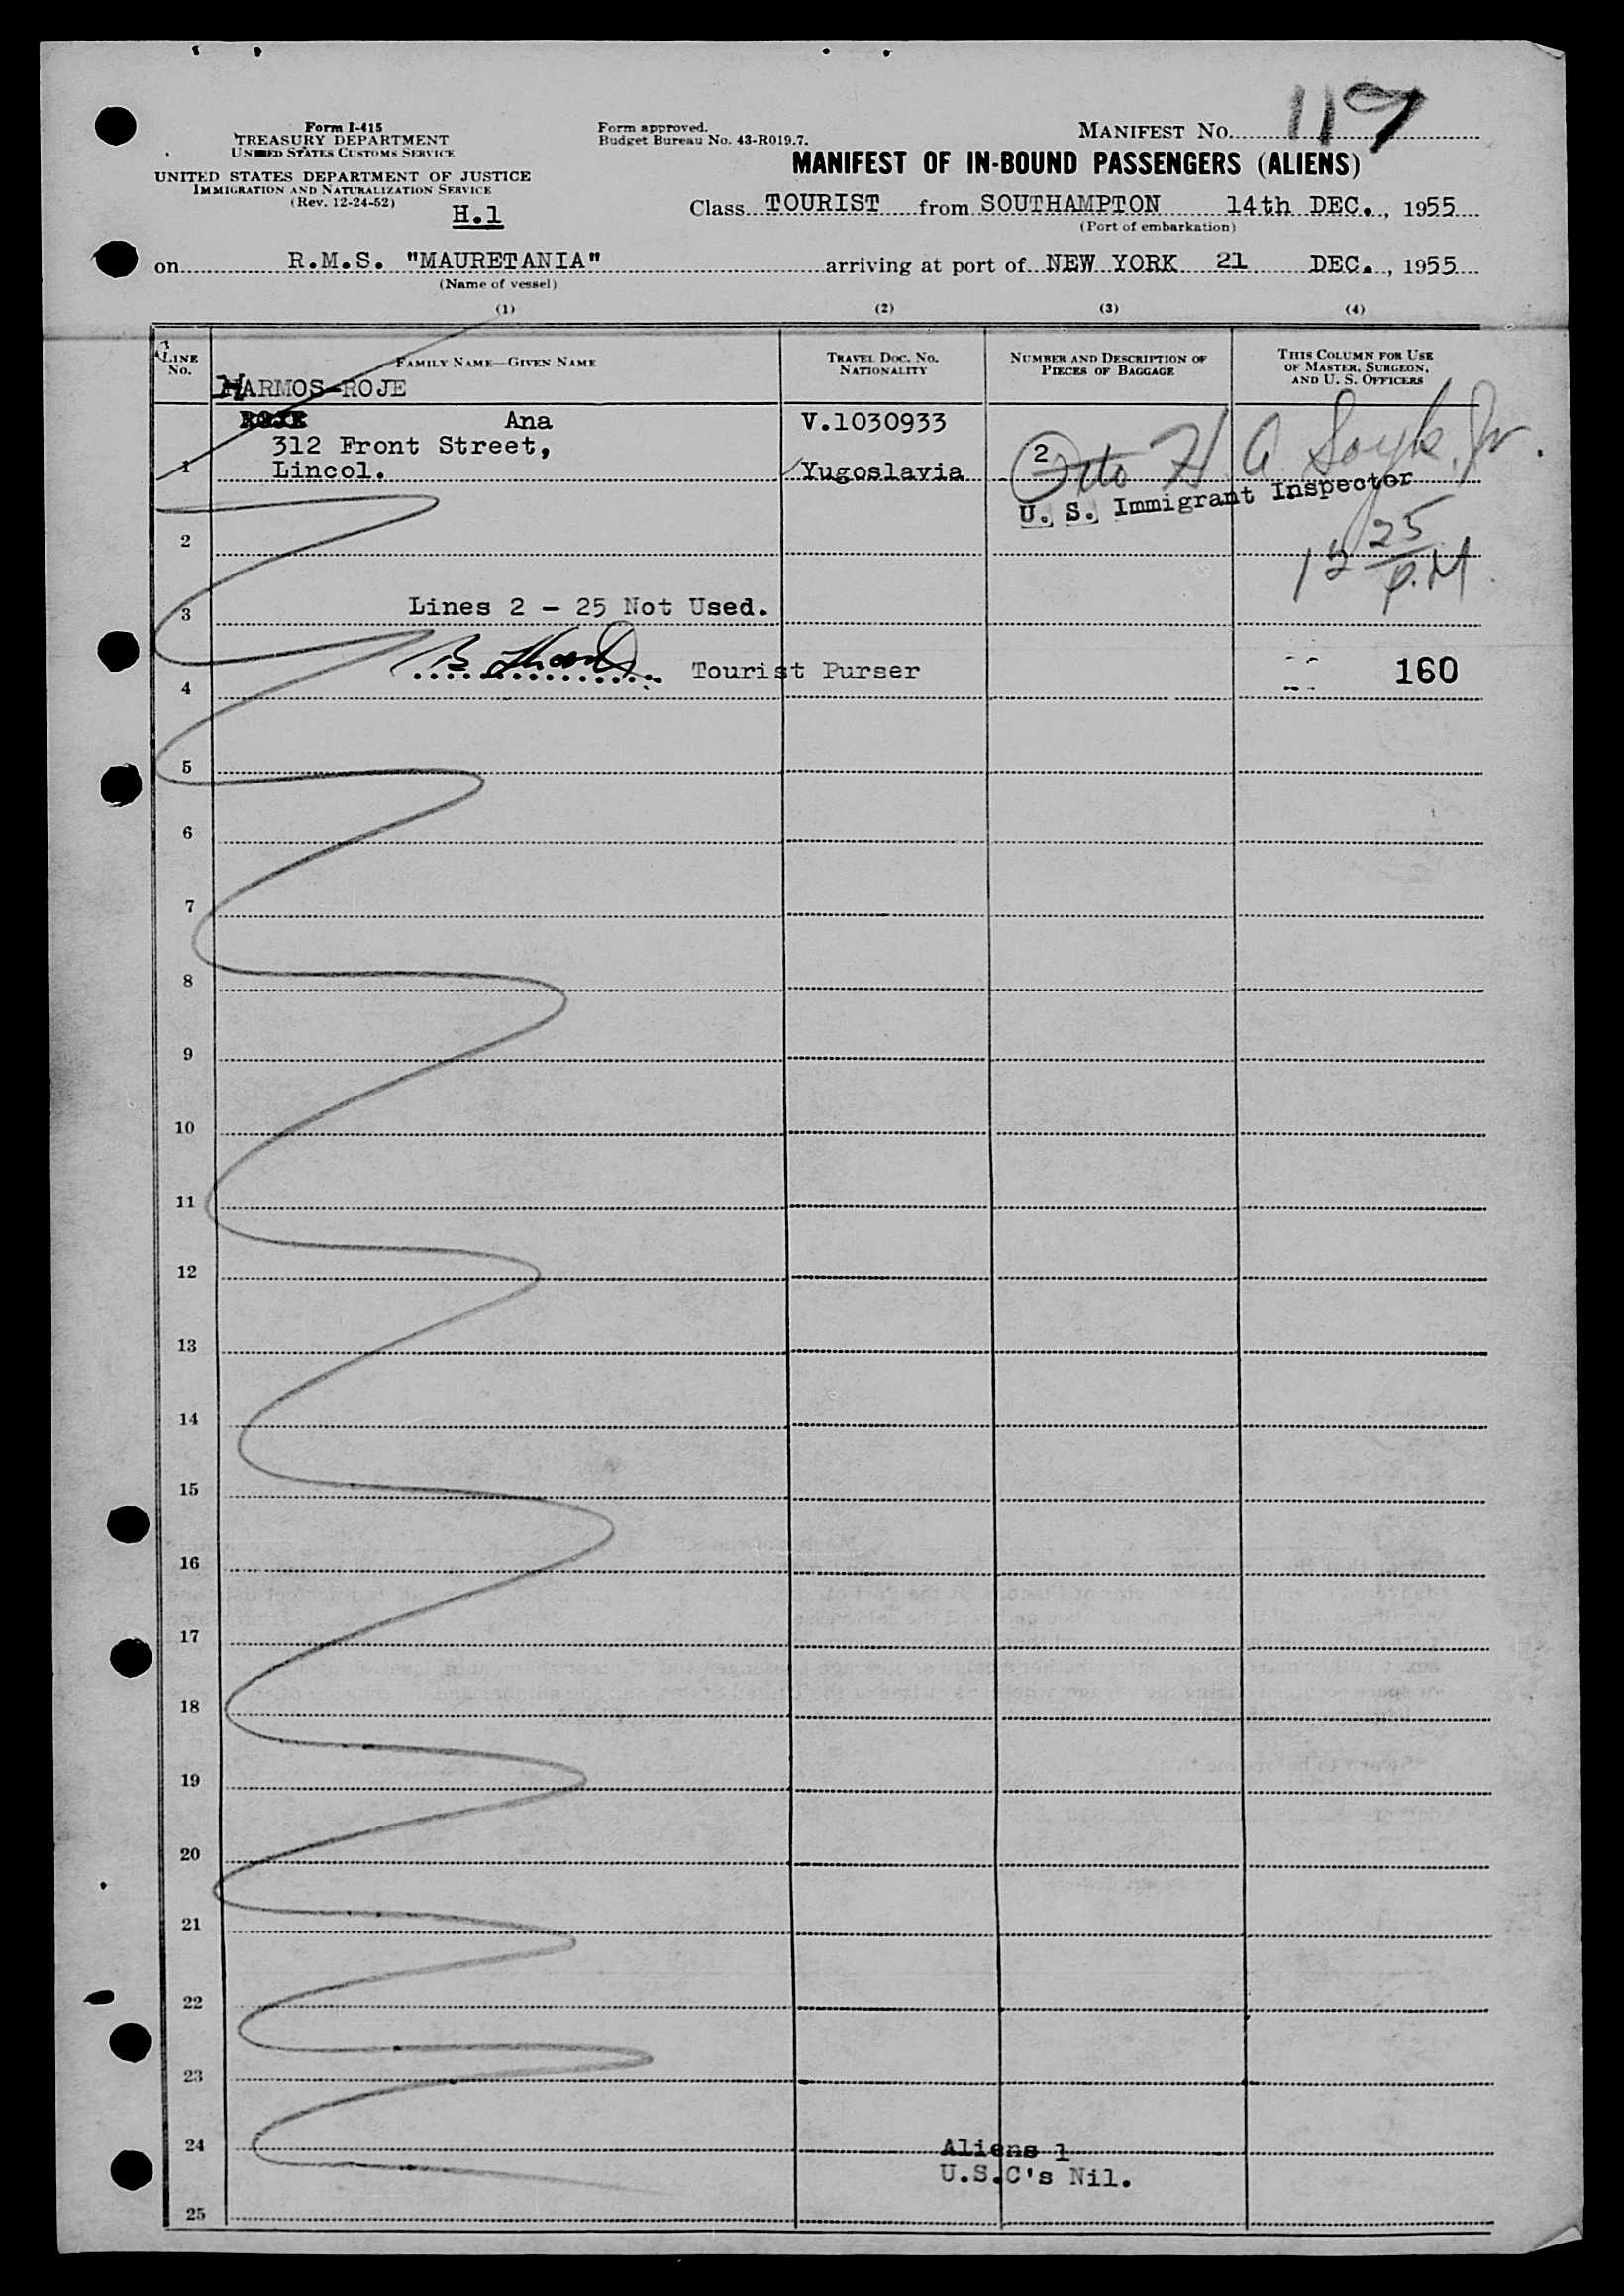 Form I-415
TREASURY DEPARTMENT
UNITED STATES CUSTOMS SERVICE
UNITED STATES DEPARTMENT OF JUSTICE
IMMIGRATION AND NATURALIZATION SERVICE
(Rev. 12-24-52)
H.1
Form approved.
Budget Bureau No. 43-R019.7.
MANIFEST NO. 117
MANIFEST OF IN-BOUND PASSENGERS (ALIENS)
Class TOURIST from SOUTHAMPTON 14th DEC., 1955
(Port of embarkation)
on R.M.S. "MAURETANIA" arriving at port of NEW YORK 21 DEC., 1955
(Name of vessel)
(1) (2) (3) (4)
LINE NO.
FAMILY NAME—GIVEN NAME
TRAVEL DOC. NO.
NATIONALITY
NUMBER AND DESCRIPTION OF
PIECES OF BAGGAGE
THIS COLUMN FOR USE
OF MASTER, SURGEON,
AND U. S. OFFICERS
HARMOS-ROJE
ROJE Ana V.1030933
312 Front Street,
1 Lincol. Yugoslavia 2
Otto H. A. Jr.
U. S. Immigrant Inspector
2
12 25 P.M
3 Lines 2 - 25 Not Used.
B Tourist Purser 160
4
5
6
7
8
9
10
11
12
13
14
15
16
17
18
19
20
21
22
23
24 Aliens 1
U.S.C's Nil.
25